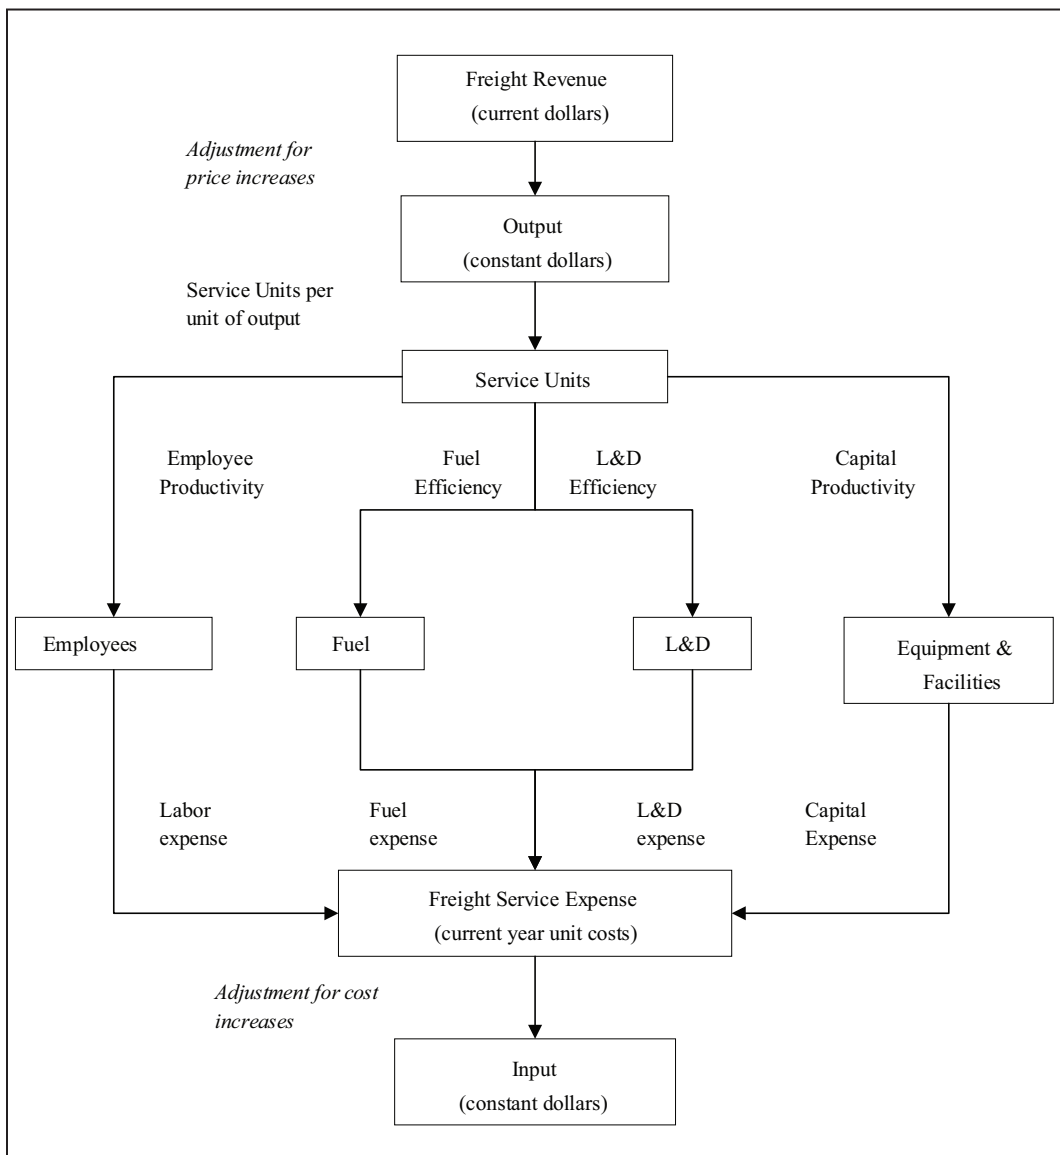 Freight Revenue
(current dollars)
Adjustment for
price increases
Output
(constant dollars)
Service Units per
unit of output
Service Units
Employee
Productivity
Fuel
Efficiency
L&D
Efficiency
Capital
Productivity
Employees
Fuel
L&D
Equipment &
Facilities
Labor
expense
Fuel
expense
L&D
expense
Capital
Expense
Freight Service Expense
(current year unit costs)
Adjustment for cost
increases
Input
(constant dollars)